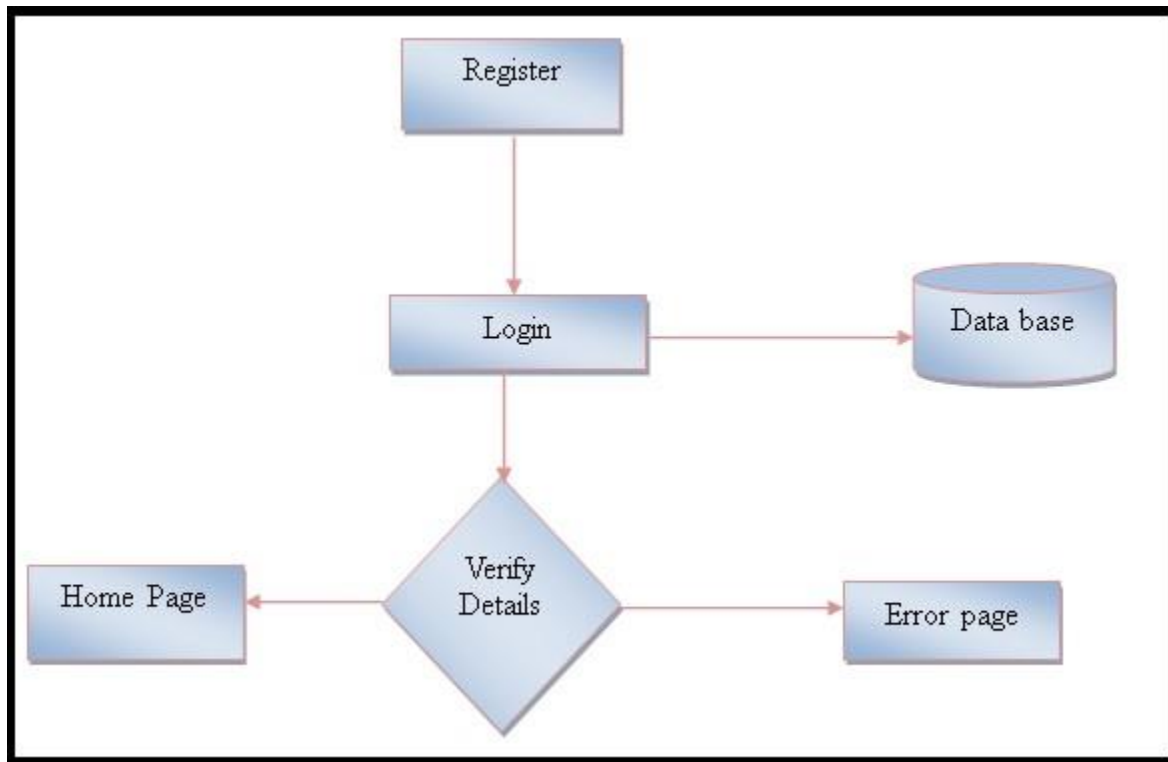 Register
Login
Data base
Verify
Details
Home Page
Error page